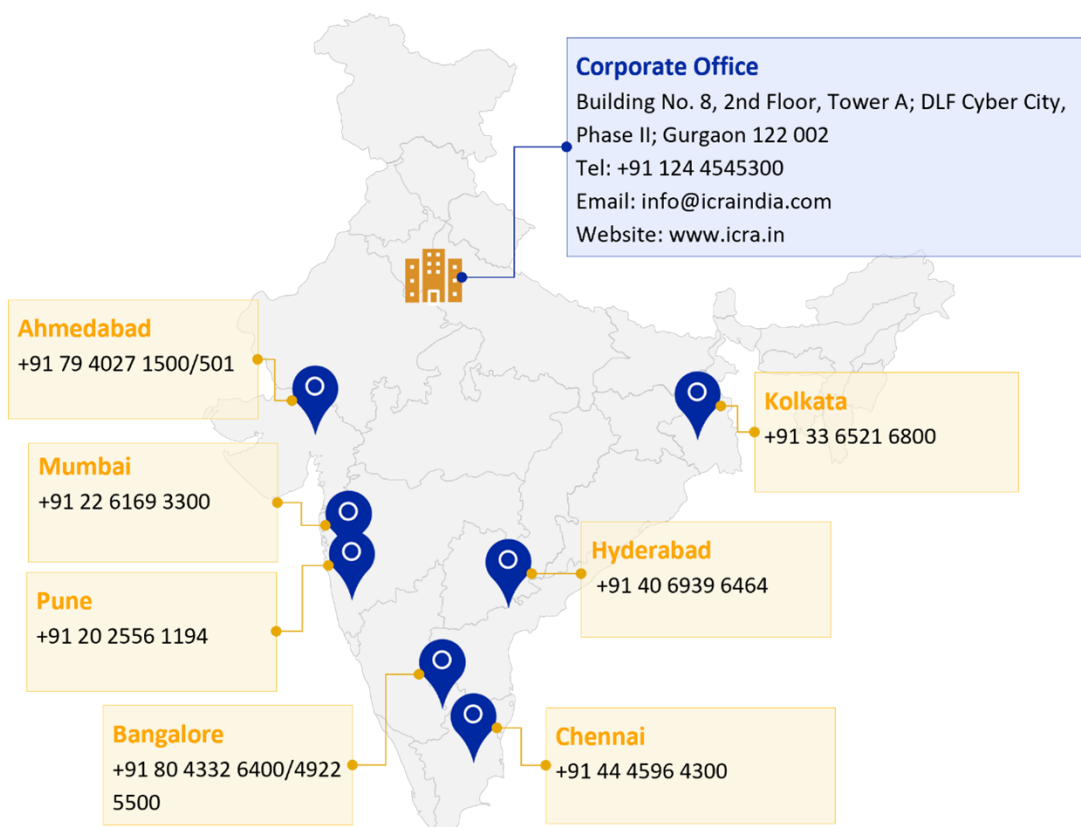 Corporate Office
Building No. 8, 2nd Floor, Tower A; DLF Cyber City,
Phase II; Gurgaon 122 002
Tel: +91 124 4545300
Email: info@icraindia.com
Website: www.icra.in
Ahmedabad
+91 79 4027 1500/501
Kolkata
+91 33 6521 6800
Mumbai
+91 22 6169 3300
Hyderabad
+91 40 6939 6464
Pune
+91 20 2556 1194
Bangalore
+91 80 4332 6400/4922
5500
Chennai
+91 44 4596 4300